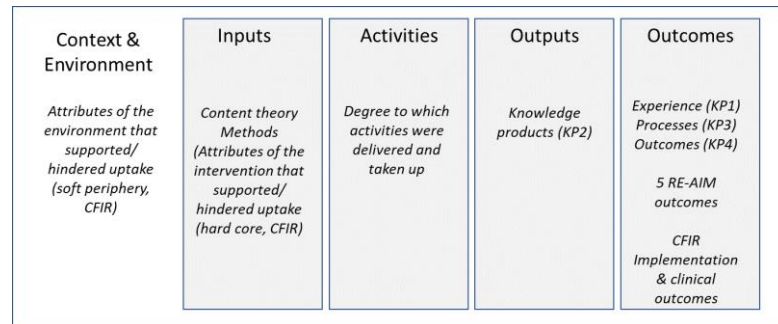 Context &
Environment
Attributes of the
environment that
supported/
hindered uptake
(soft periphery,
CFIR)
Inputs
Content theory
Methods
(Attributes of the
intervention that
supported/
hindered uptake
(hard core, CFIR)
Activities
Degree to which
activities were
delivered and
taken up
Outputs
Knowledge
products (KP2)
Outcomes
Experience (KP1)
Processes (KP3)
Outcomes (KP4)
5 RE-AIM
outcomes
CFIR
Implementation
& clinical
outcomes